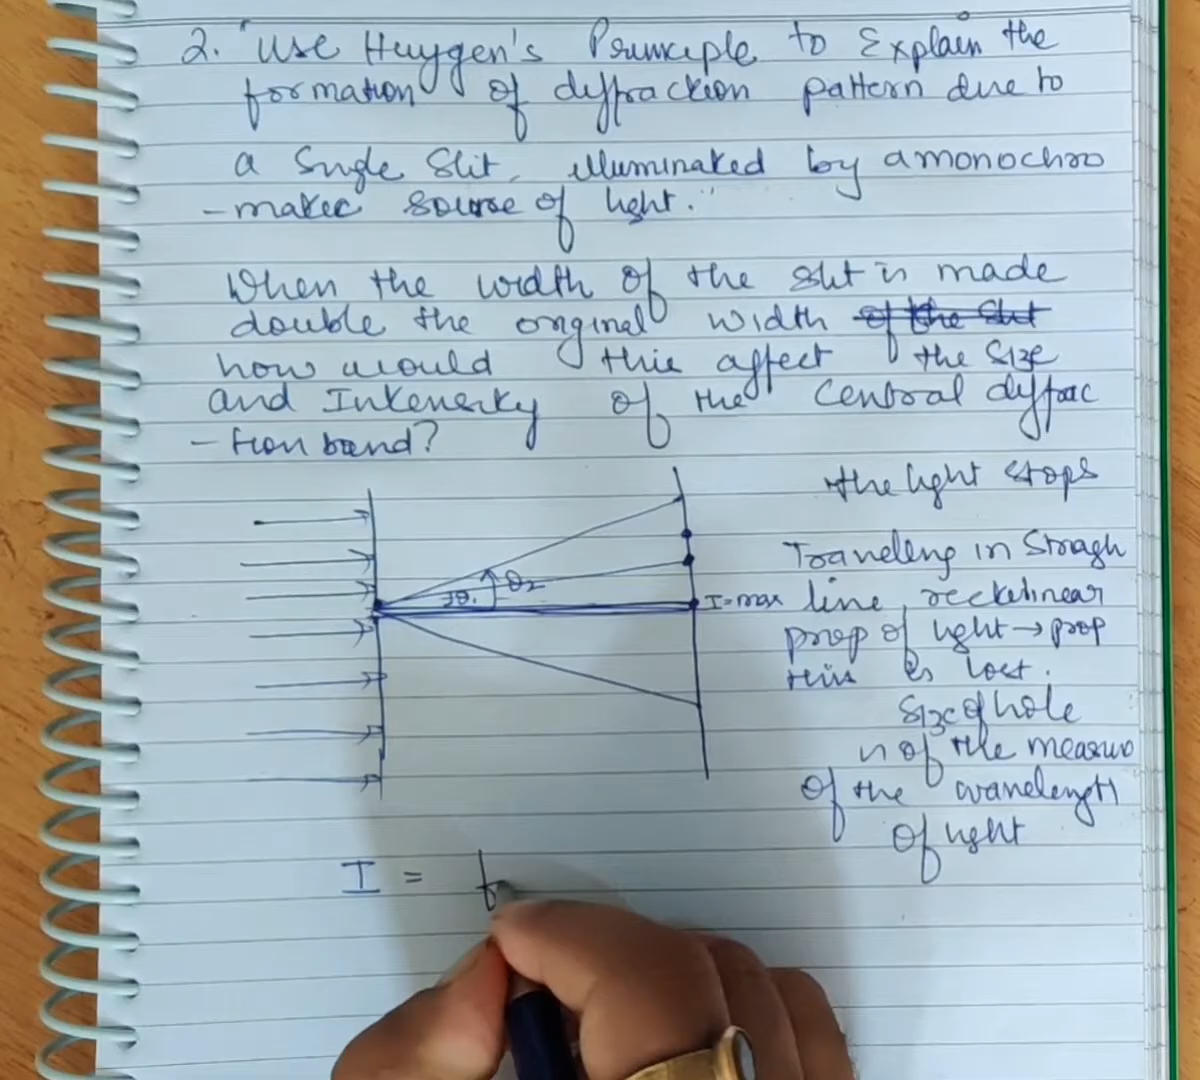 2. "Use Huygen's Principle to Explain the
formation of diffraction pattern due to
a Single Slit, illuminated by a monochro
-matic source of light."
When the width of the slit is made
double the original width of the slit
how would this affect the size
and Intensity of the central diffrac
-tion band?
the light stops
Traveling in Straigh
line, rectelinear
prop of light → prop
this is lost.
Size of hole
is of the measure
of the wavelength
of light
θ2
θ1
I=max
I =